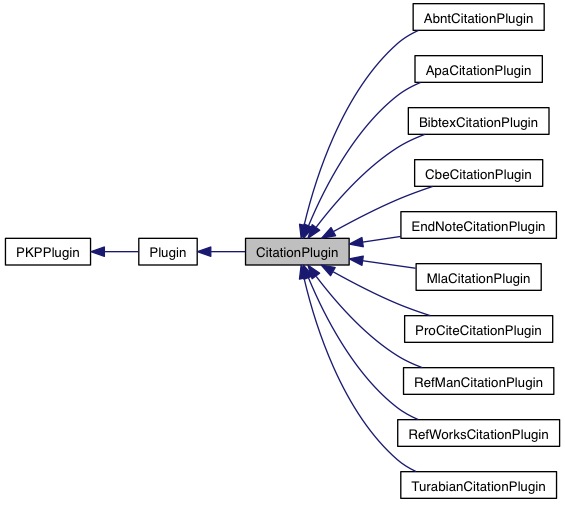 AbntCitationPlugin
ApaCitationPlugin
BibtexCitationPlugin
CbeCitationPlugin
EndNoteCitationPlugin
PKPPlugin
Plugin
CitationPlugin
MlaCitationPlugin
ProCiteCitationPlugin
RefManCitationPlugin
RefWorksCitationPlugin
TurabianCitationPlugin